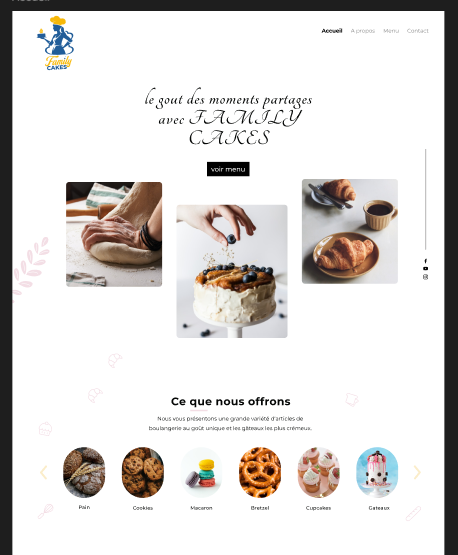 Family
CAKES
Accueil
A propos
Menu
Contact
le gout des moments partages
avec FAMILY
CAKES
voir menu
Ce que nous offrons
Nous vous présentons une grande variété d'articles de
boulangerie au goût unique et les gâteaux les plus crémeux.
Pain
Cookies
Macaron
Bretzel
Cupcakes
Gateaux